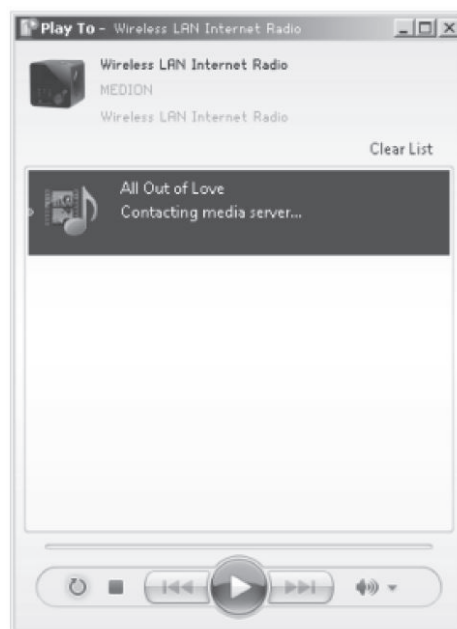 Play To - Wireless LAN Internet Radio
Wireless LAN Internet Radio
MEDION
Wireless LAN Internet Radio
Clear List
All Out of Love
Contacting media server...